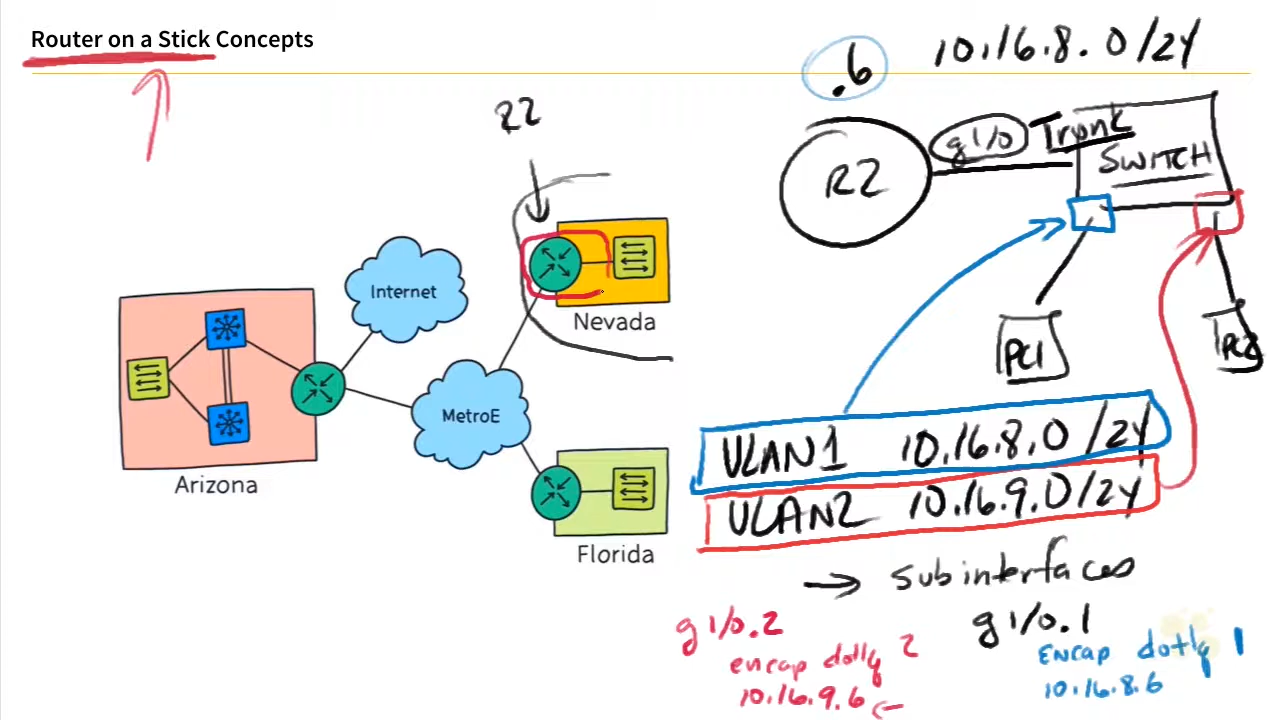 Router on a Stick Concepts
.6 10.16.8.0/24
R2
R2
g1/0
Trunk
SWITCH
Internet
Nevada
MetroE
Arizona
Florida
PC1
PC2
VLAN1 10.16.8.0/24
VLAN2 10.16.9.0/24
→ subinterfaces
g1/0.2
encap dot1q 2
10.16.9.6 ←
g1/0.1
encap dot1q 1
10.16.8.6